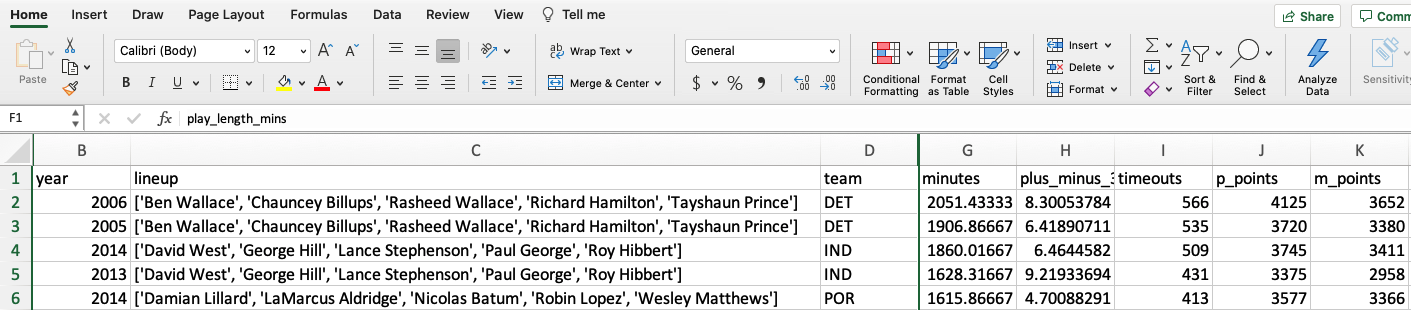 Home Insert Draw Page Layout Formulas Data Review View Tell me Share Comm
Calibri (Body) 12 A^ Aˇ ab Wrap Text General Insert Σ A Z
Paste B I U A Merge & Center $ % 9 .00 .00 Conditional Formatting Format as Table Cell Styles Delete Format Sort & Filter Find & Select Analyze Data Sensitivity
F1 fx play_length_mins
B C D G H I J K
1 year lineup team minutes plus_minus_3 timeouts p_points m_points
2 2006 ['Ben Wallace', 'Chauncey Billups', 'Rasheed Wallace', 'Richard Hamilton', 'Tayshaun Prince'] DET 2051.43333 8.30053784 566 4125 3652
3 2005 ['Ben Wallace', 'Chauncey Billups', 'Rasheed Wallace', 'Richard Hamilton', 'Tayshaun Prince'] DET 1906.86667 6.41890711 535 3720 3380
4 2014 ['David West', 'George Hill', 'Lance Stephenson', 'Paul George', 'Roy Hibbert'] IND 1860.01667 6.4644582 509 3745 3411
5 2013 ['David West', 'George Hill', 'Lance Stephenson', 'Paul George', 'Roy Hibbert'] IND 1628.31667 9.21933694 431 3375 2958
6 2014 ['Damian Lillard', 'LaMarcus Aldridge', 'Nicolas Batum', 'Robin Lopez', 'Wesley Matthews'] POR 1615.86667 4.70088291 413 3577 3366